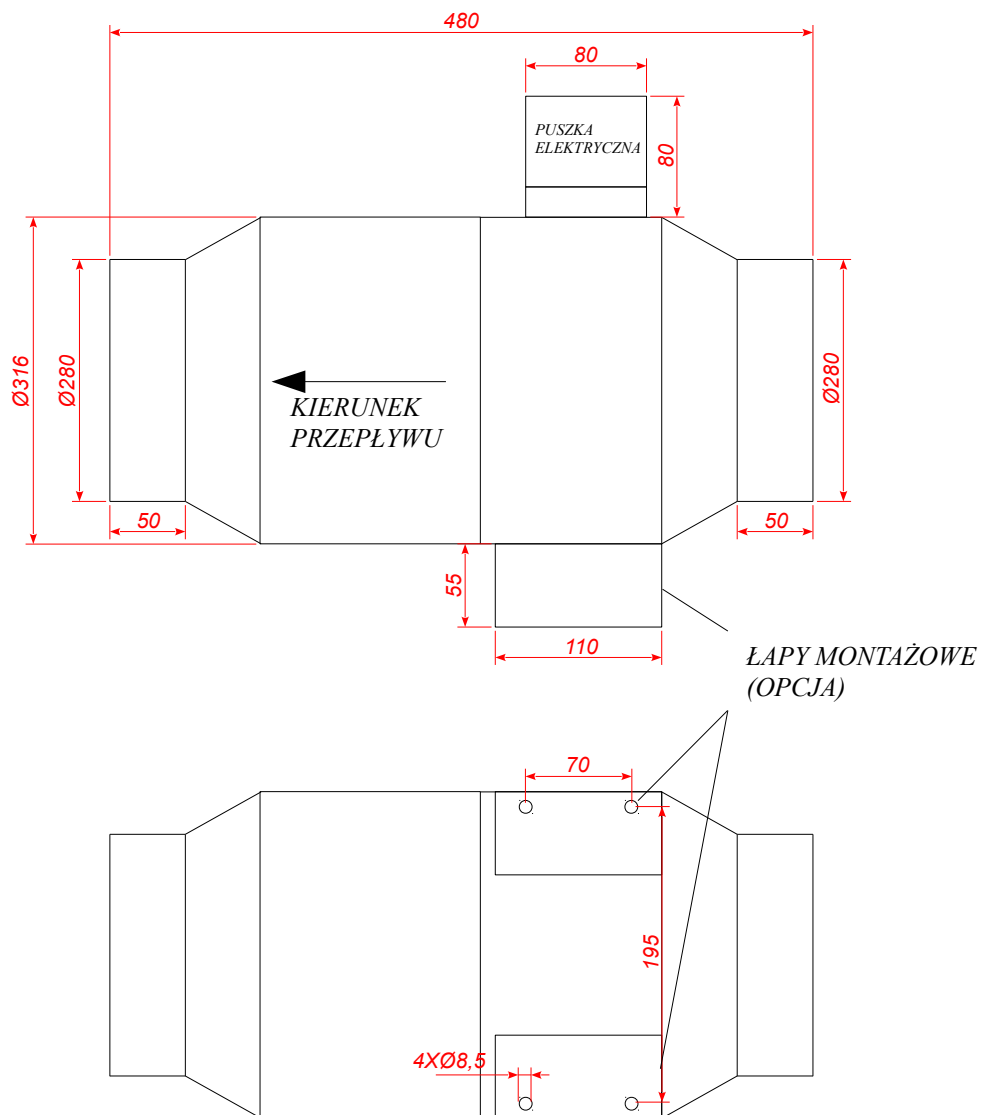 480
80
PUSZKA
ELEKTRYCZNA
80
Ø316
Ø280
Ø280
KIERUNEK
PRZEPŁYWU
50
50
55
110
ŁAPY MONTAŻOWE
(OPCJA)
70
195
4XØ8,5